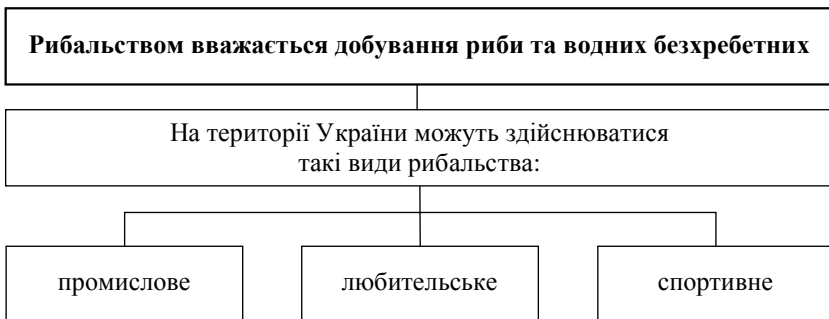 Рибальством вважається добування риби та водних безхребетних
На території України можуть здійснюватися
такі види рибальства:
промислове
любительське
спортивне